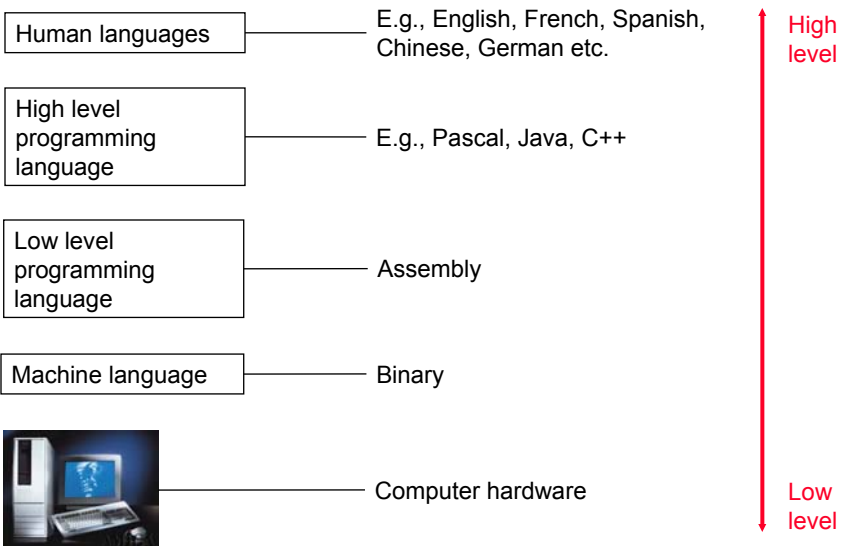 Human languages
E.g., English, French, Spanish,
Chinese, German etc.
High
level
High level
programming
language
E.g., Pascal, Java, C++
Low level
programming
language
Assembly
Machine language
Binary
Computer hardware
Low
level